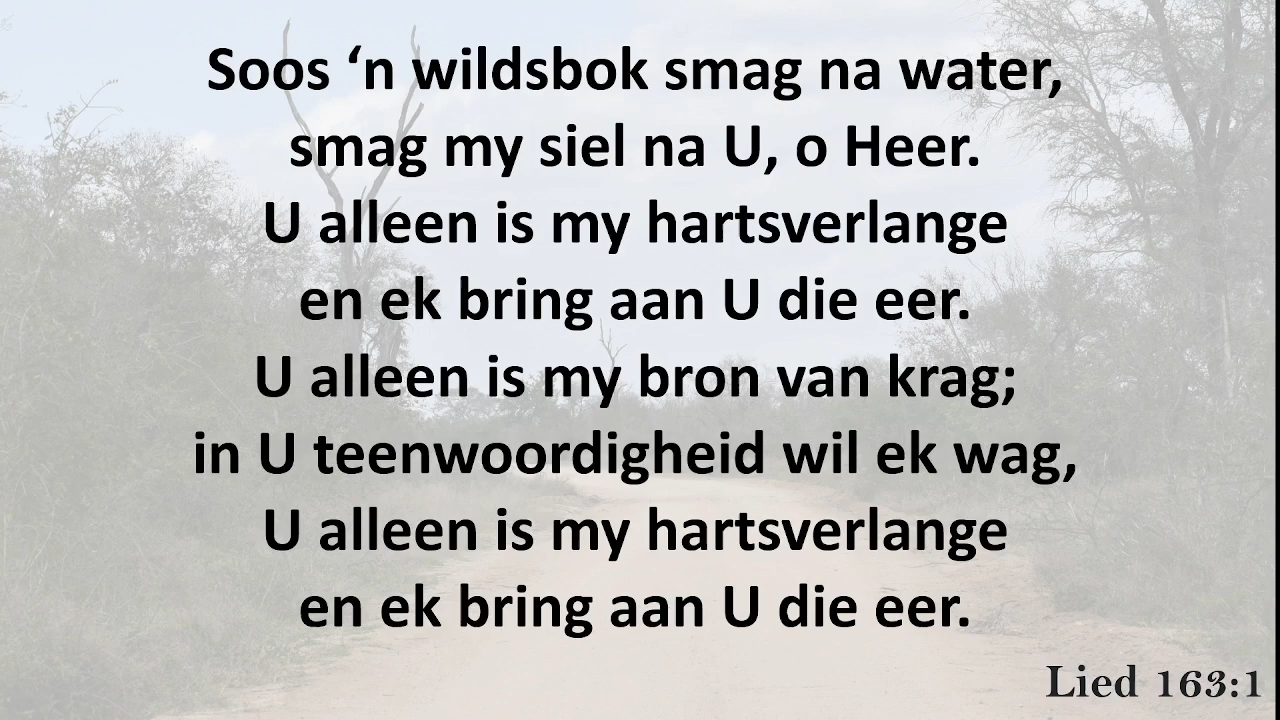 Soos ‘n wildsbok smag na water,
smag my siel na U, o Heer.
U alleen is my hartsverlange
en ek bring aan U die eer.
U alleen is my bron van krag;
in U teenwoordigheid wil ek wag,
U alleen is my hartsverlange
en ek bring aan U die eer.
Lied 163:1